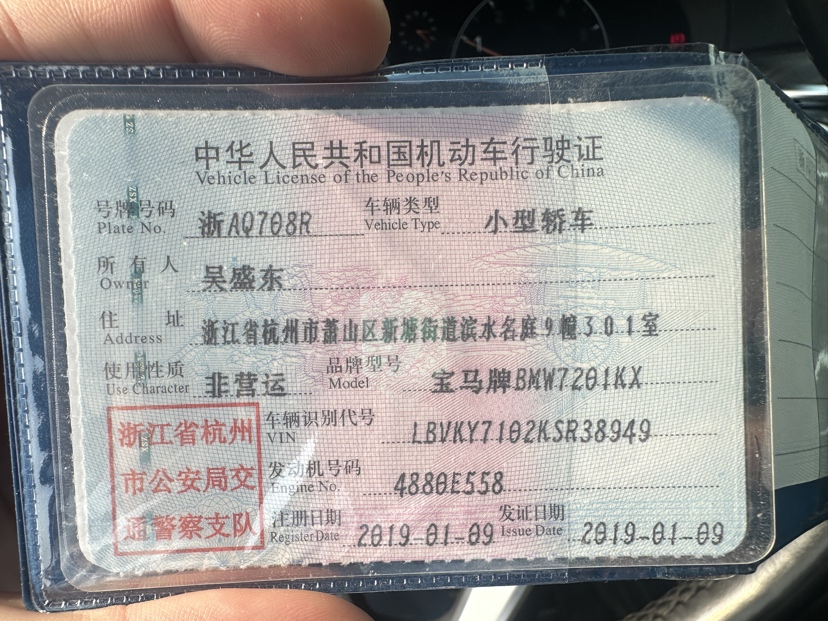 中华人民共和国机动车行驶证
Vehicle License of the People's Republic of China
号牌号码 浙AQ708R 车辆类型 小型轿车
Plate No. Vehicle Type
所有人 吴盛东
Owner
住址 浙江省杭州市萧山区新塘街道滨水名庭9幢301室
Address
使用性质 非营运 品牌型号 宝马牌BMW7201KX
Use Character Model
浙江省杭州
市公安局交
通警察支队
车辆识别代号 LBVKY7102KSR38949
VIN
发动机号码 4880E558
Engine No.
注册日期 2019-01-09 发证日期 2019-01-09
Register Date Issue Date